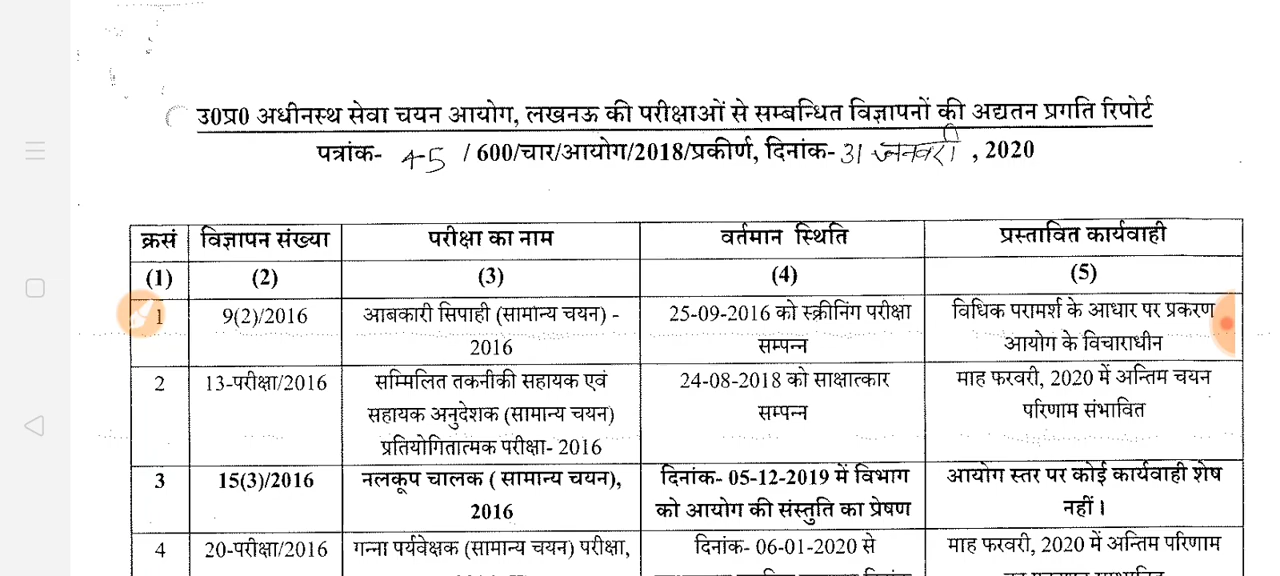 उ0प्र0 अधीनस्थ सेवा चयन आयोग, लखनऊ की परीक्षाओं से सम्बन्धित विज्ञापनों की अद्यतन प्रगति रिपोर्ट
पत्रांक- 45 / 600/चार/आयोग/2018/प्रकीर्ण, दिनांक- 31 जनवरी , 2020
क्रसं विज्ञापन संख्या परीक्षा का नाम वर्तमान स्थिति प्रस्तावित कार्यवाही
(1) (2) (3) (4) (5)
1 9(2)/2016 आबकारी सिपाही (सामान्य चयन) - 25-09-2016 को स्क्रीनिंग परीक्षा विधिक परामर्श के आधार पर प्रकरण
2016 सम्पन्न आयोग के विचाराधीन
2 13-परीक्षा/2016 सम्मिलित तकनीकी सहायक एवं 24-08-2018 को साक्षात्कार माह फरवरी, 2020 में अन्तिम चयन
सहायक अनुदेशक (सामान्य चयन) सम्पन्न परिणाम संभावित
प्रतियोगितात्मक परीक्षा- 2016
3 15(3)/2016 नलकूप चालक ( सामान्य चयन), दिनांक- 05-12-2019 में विभाग आयोग स्तर पर कोई कार्यवाही शेष
2016 को आयोग की संस्तुति का प्रेषण नहीं ।
4 20-परीक्षा/2016 गन्ना पर्यवेक्षक (सामान्य चयन) परीक्षा, दिनांक- 06-01-2020 से माह फरवरी, 2020 में अन्तिम परिणाम